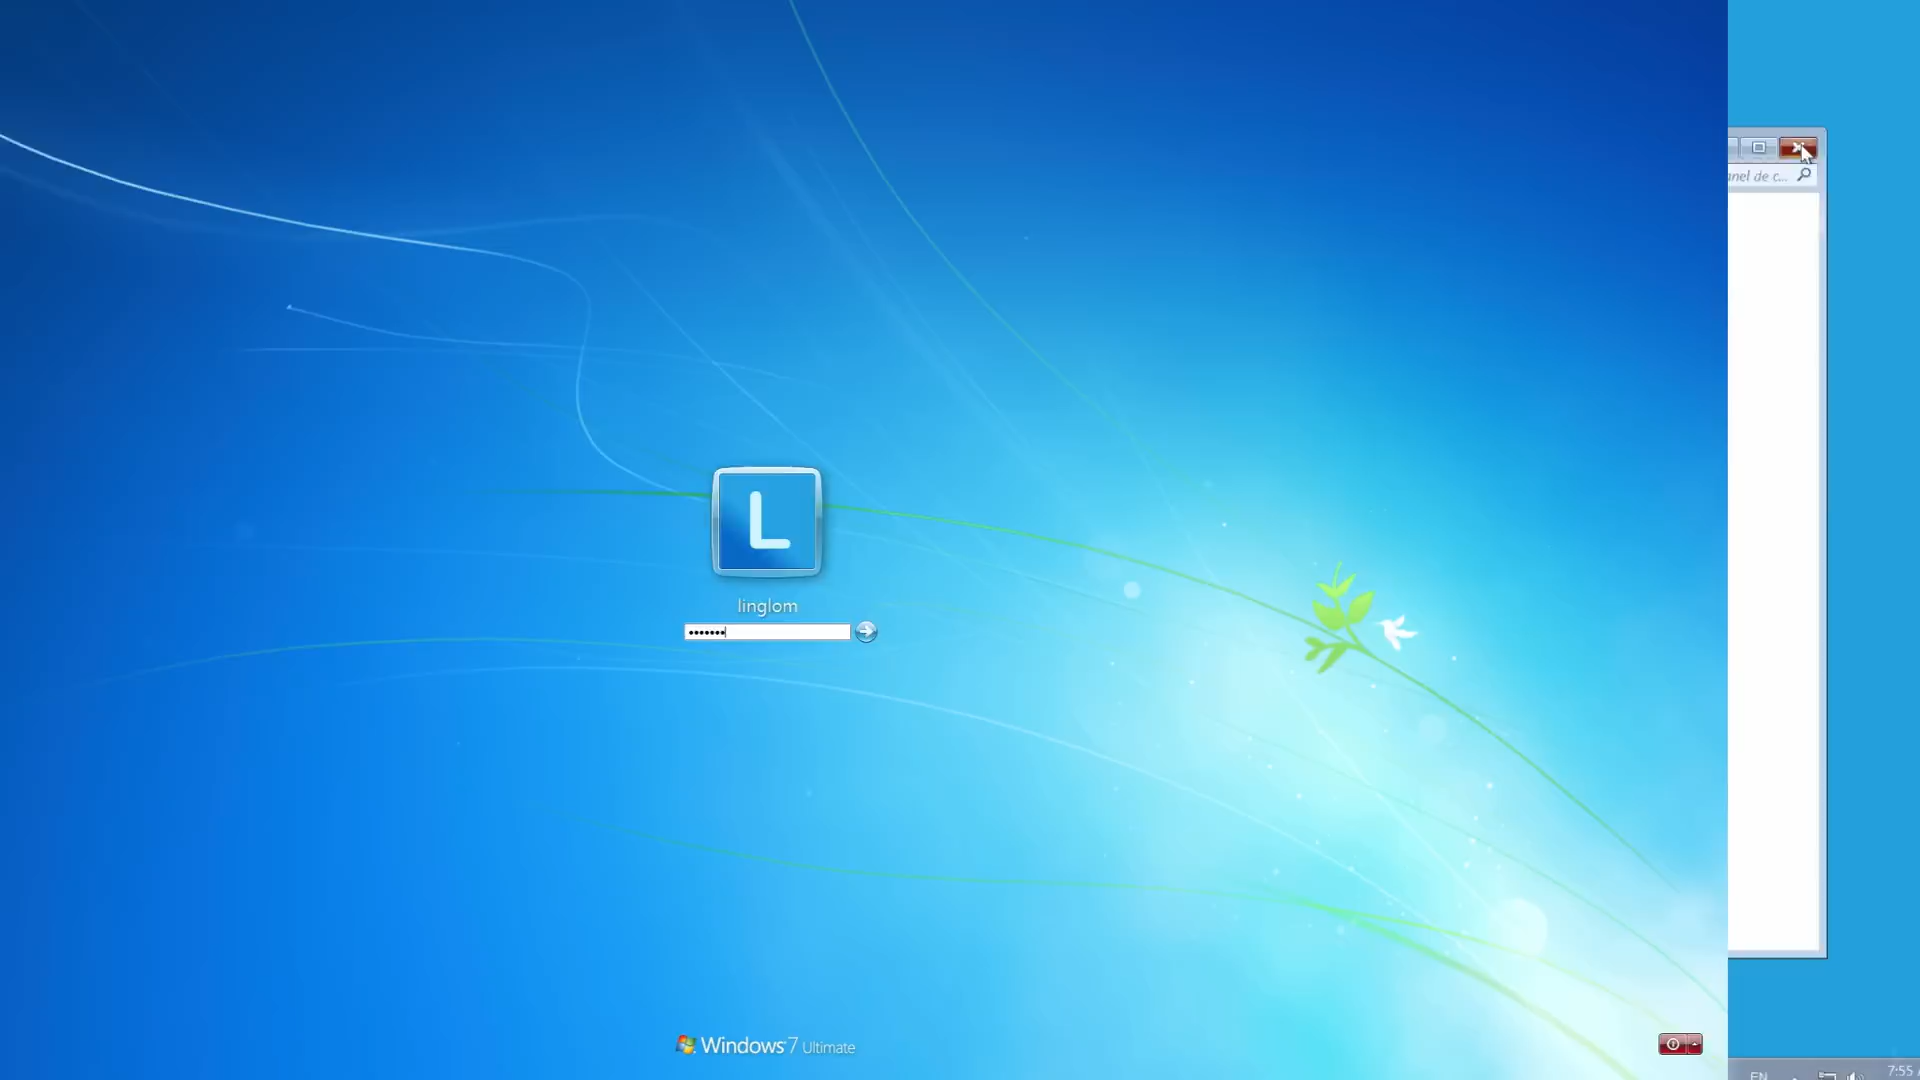 anel de c...
L
linglom
•••••••
Windows 7 Ultimate
EN
7:55